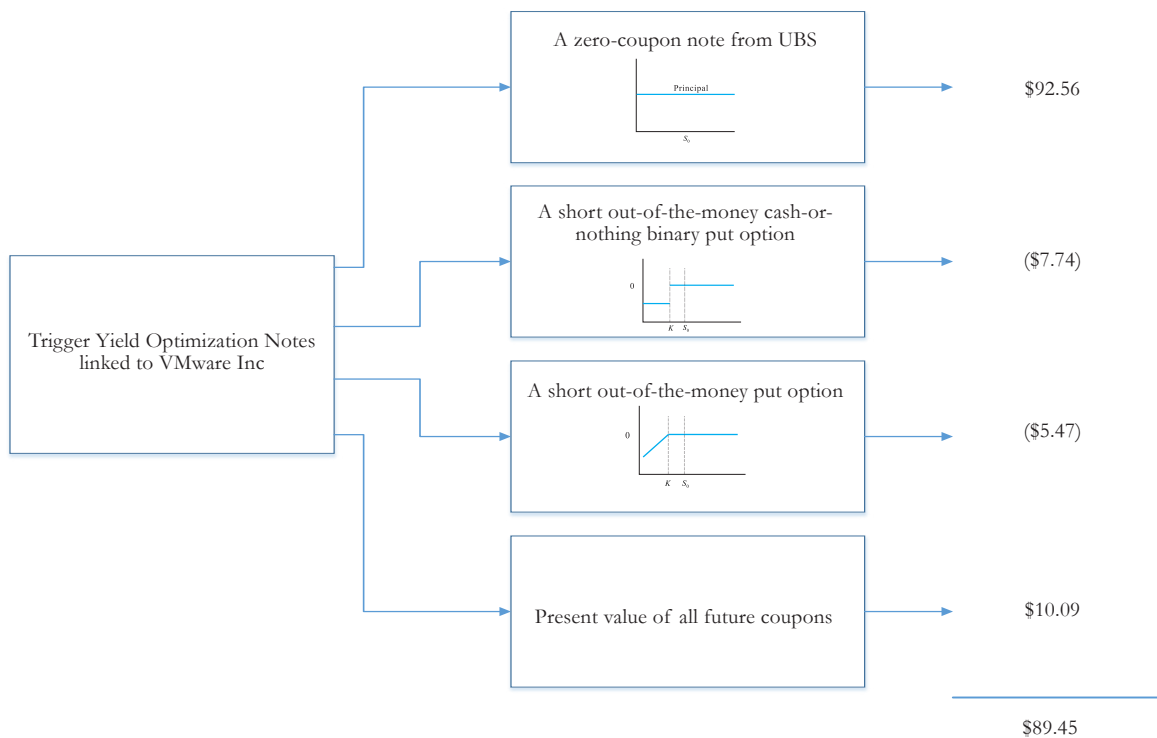 A zero-coupon note from UBS
Principal
S0
$92.56
A short out-of-the-money cash-or-
nothing binary put option
0
K S0
($7.74)
Trigger Yield Optimization Notes
linked to VMware Inc
A short out-of-the-money put option
0
K S0
($5.47)
Present value of all future coupons
$10.09
$89.45